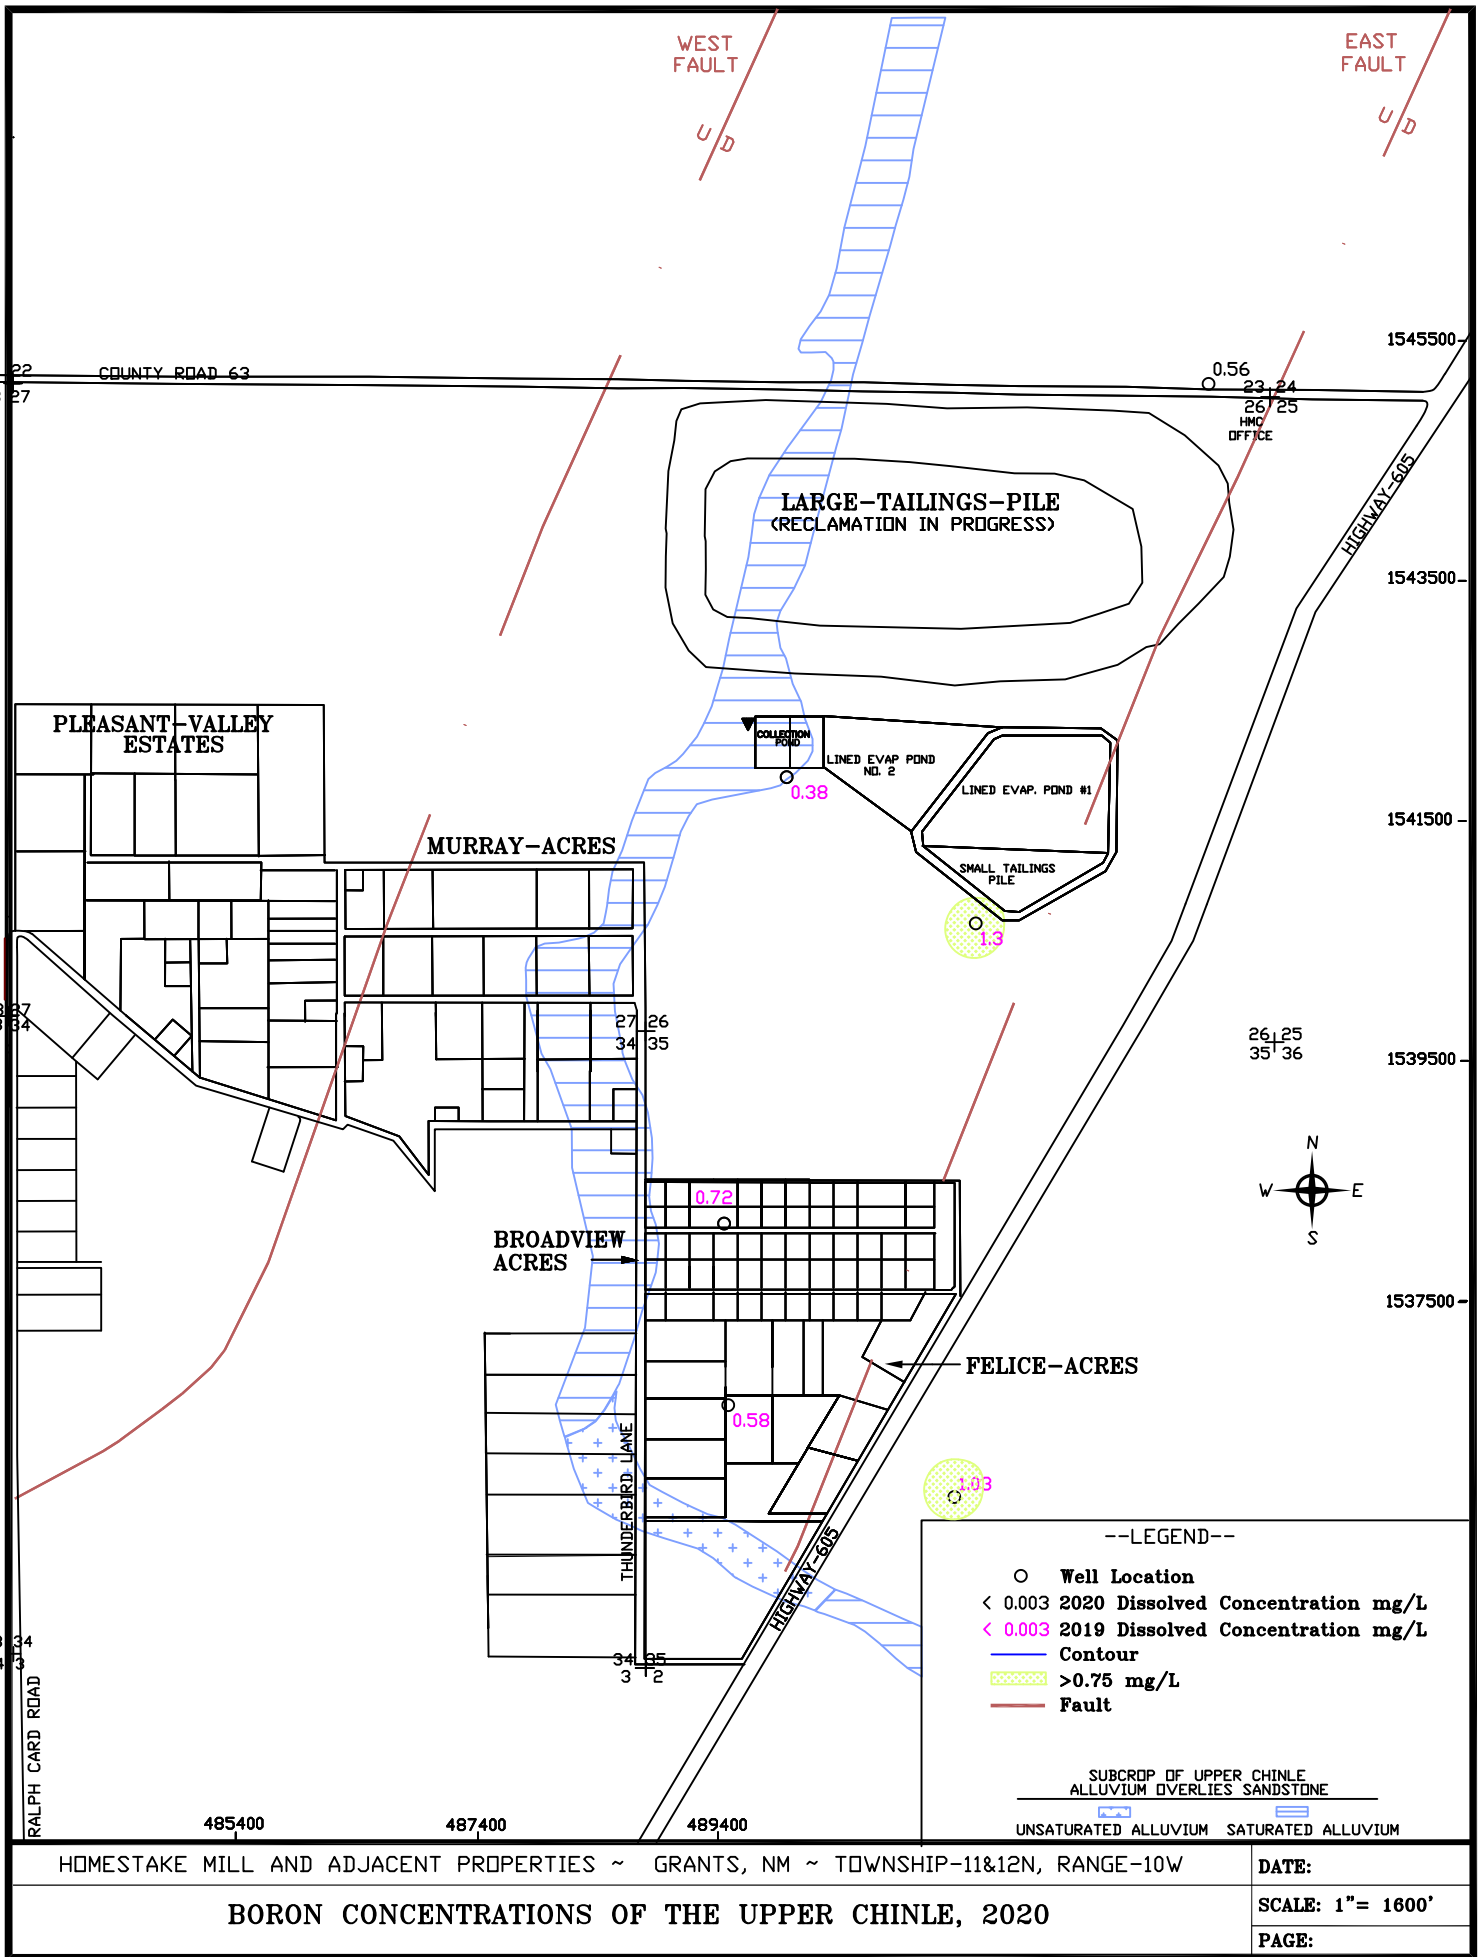 WEST
FAULT
EAST
FAULT
U D
U D
1545500
22
27
COUNTY ROAD 63
0.56
23 24
26 25
HMC
OFFICE
HIGHWAY-605
LARGE-TAILINGS-PILE
(RECLAMATION IN PROGRESS)
1543500
PLEASANT-VALLEY
ESTATES
COLLECTION
POND
LINED EVAP POND
NO. 2
0.38
LINED EVAP. POND #1
1541500
MURRAY-ACRES
SMALL TAILINGS
PILE
1.3
27 26
34 35
27
34
26 25
35 36
1539500
N
W E
S
0.72
BROADVIEW
ACRES
1537500
FELICE-ACRES
0.58
THUNDERBIRD LANE
1.03
HIGHWAY-605
34
3
34 35
3 2
RALPH CARD ROAD
--LEGEND--
Well Location
< 0.003 2020 Dissolved Concentration mg/L
< 0.003 2019 Dissolved Concentration mg/L
Contour
>0.75 mg/L
Fault
SUBCROP OF UPPER CHINLE
ALLUVIUM OVERLIES SANDSTONE
UNSATURATED ALLUVIUM SATURATED ALLUVIUM
485400 487400 489400
HOMESTAKE MILL AND ADJACENT PROPERTIES ~ GRANTS, NM ~ TOWNSHIP-11&12N, RANGE-10W
DATE:
BORON CONCENTRATIONS OF THE UPPER CHINLE, 2020
SCALE: 1"= 1600'
PAGE: